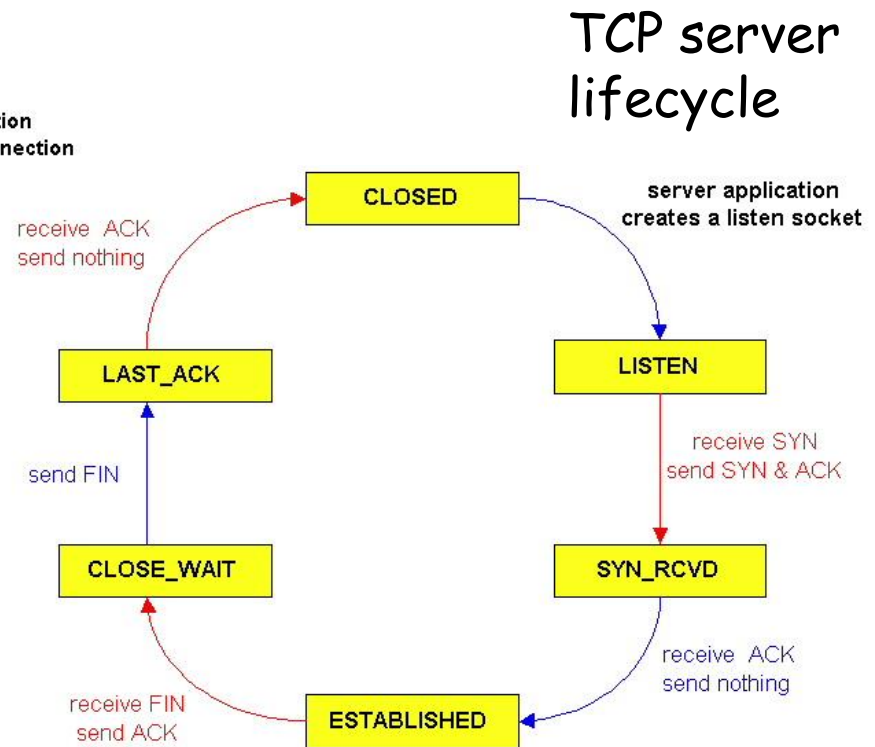 TCP server
lifecycle
tion
nection
CLOSED
server application
creates a listen socket
receive ACK
send nothing
LAST_ACK
LISTEN
receive SYN
send SYN & ACK
send FIN
CLOSE_WAIT
SYN_RCVD
receive ACK
send nothing
receive FIN
send ACK
ESTABLISHED